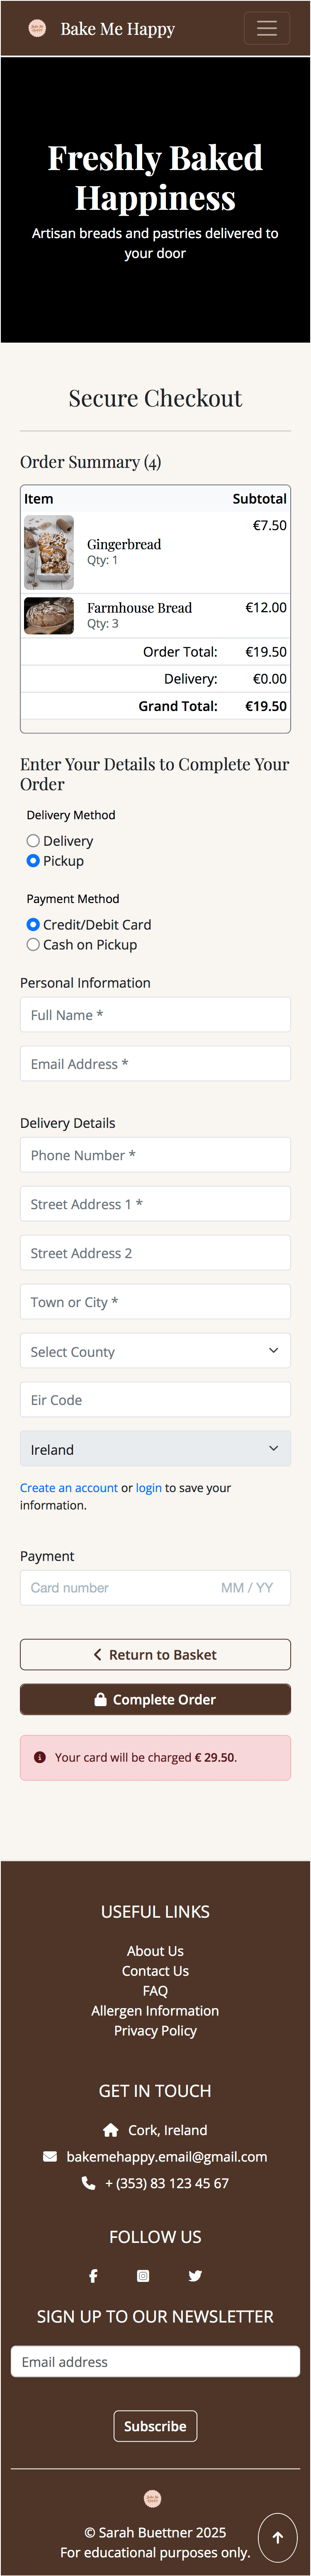 Bake Me Happy
Freshly Baked
Happiness
Artisan breads and pastries delivered to
your door
Secure Checkout
Order Summary (4)
Item Subtotal
€7.50
Gingerbread
Qty: 1
Farmhouse Bread €12.00
Qty: 3
Order Total: €19.50
Delivery: €0.00
Grand Total: €19.50
Enter Your Details to Complete Your
Order
Delivery Method
Delivery
Pickup
Payment Method
Credit/Debit Card
Cash on Pickup
Personal Information
Full Name *
Email Address *
Delivery Details
Phone Number *
Street Address 1 *
Street Address 2
Town or City *
Select County
Eir Code
Ireland
Create an account or login to save your
information.
Payment
Card number MM / YY
Return to Basket
Complete Order
Your card will be charged € 29.50.
USEFUL LINKS
About Us
Contact Us
FAQ
Allergen Information
Privacy Policy
GET IN TOUCH
Cork, Ireland
bakemehappy.email@gmail.com
+ (353) 83 123 45 67
FOLLOW US
SIGN UP TO OUR NEWSLETTER
Email address
Subscribe
© Sarah Buettner 2025
For educational purposes only.